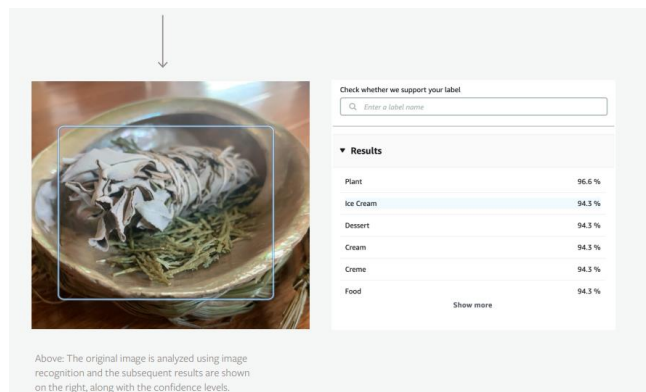 Check whether we support your label
Enter a label name
Results
Plant 96.6 %
Ice Cream 94.3 %
Dessert 94.3 %
Cream 94.3 %
Creme 94.3 %
Food 94.3 %
Show more
Above: The original image is analyzed using image
recognition and the subsequent results are shown
on the right, along with the confidence levels.